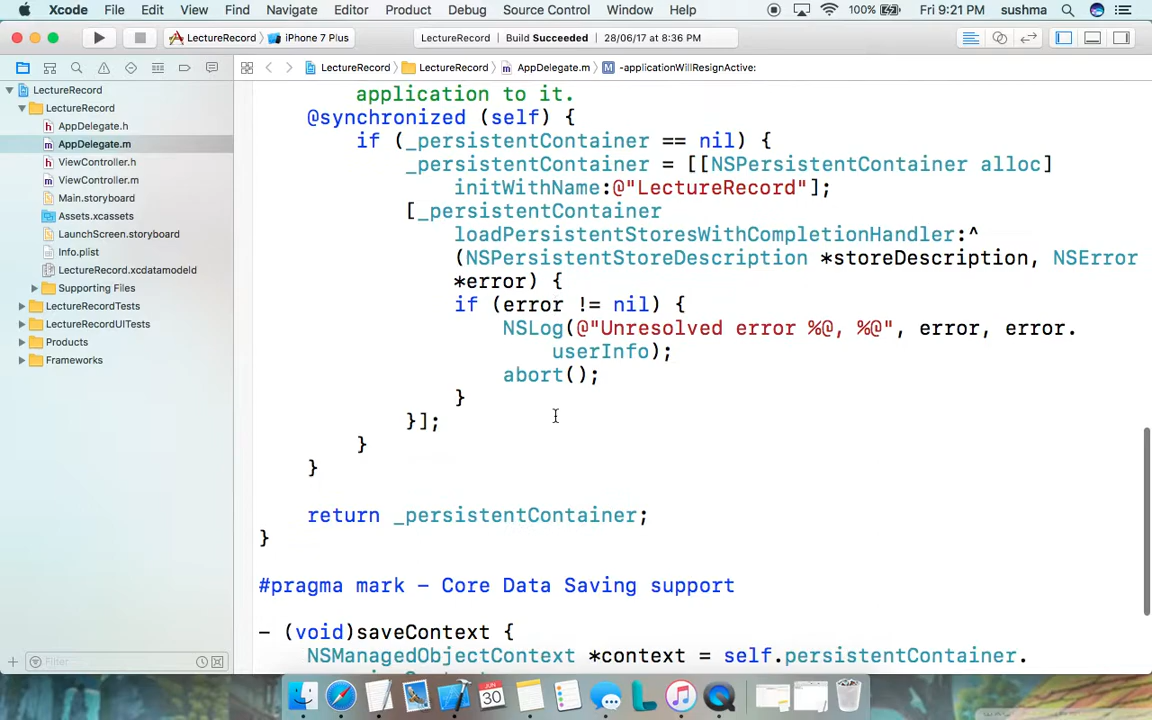 Xcode File Edit View Find Navigate Editor Product Debug Source Control Window Help 100% Fri 9:21 PM sushma
LectureRecord iPhone 7 Plus LectureRecord Build Succeeded 28/06/17 at 8:36 PM
LectureRecord LectureRecord AppDelegate.m -applicationWillResignActive:
LectureRecord
LectureRecord
AppDelegate.h
AppDelegate.m
ViewController.h
ViewController.m
Main.storyboard
Assets.xcassets
LaunchScreen.storyboard
Info.plist
LectureRecord.xcdatamodeld
Supporting Files
LectureRecordTests
LectureRecordUITests
Products
Frameworks
Filter
application to it.
@synchronized (self) {
if (_persistentContainer == nil) {
_persistentContainer = [[NSPersistentContainer alloc]
initWithName:@"LectureRecord"];
[_persistentContainer
loadPersistentStoresWithCompletionHandler:^
(NSPersistentStoreDescription *storeDescription, NSError
*error) {
if (error != nil) {
NSLog(@"Unresolved error %@, %@", error, error.
userInfo);
abort();
}
}];
}
}
return _persistentContainer;
}
#pragma mark - Core Data Saving support
- (void)saveContext {
NSManagedObjectContext *context = self.persistentContainer.
JUN
30